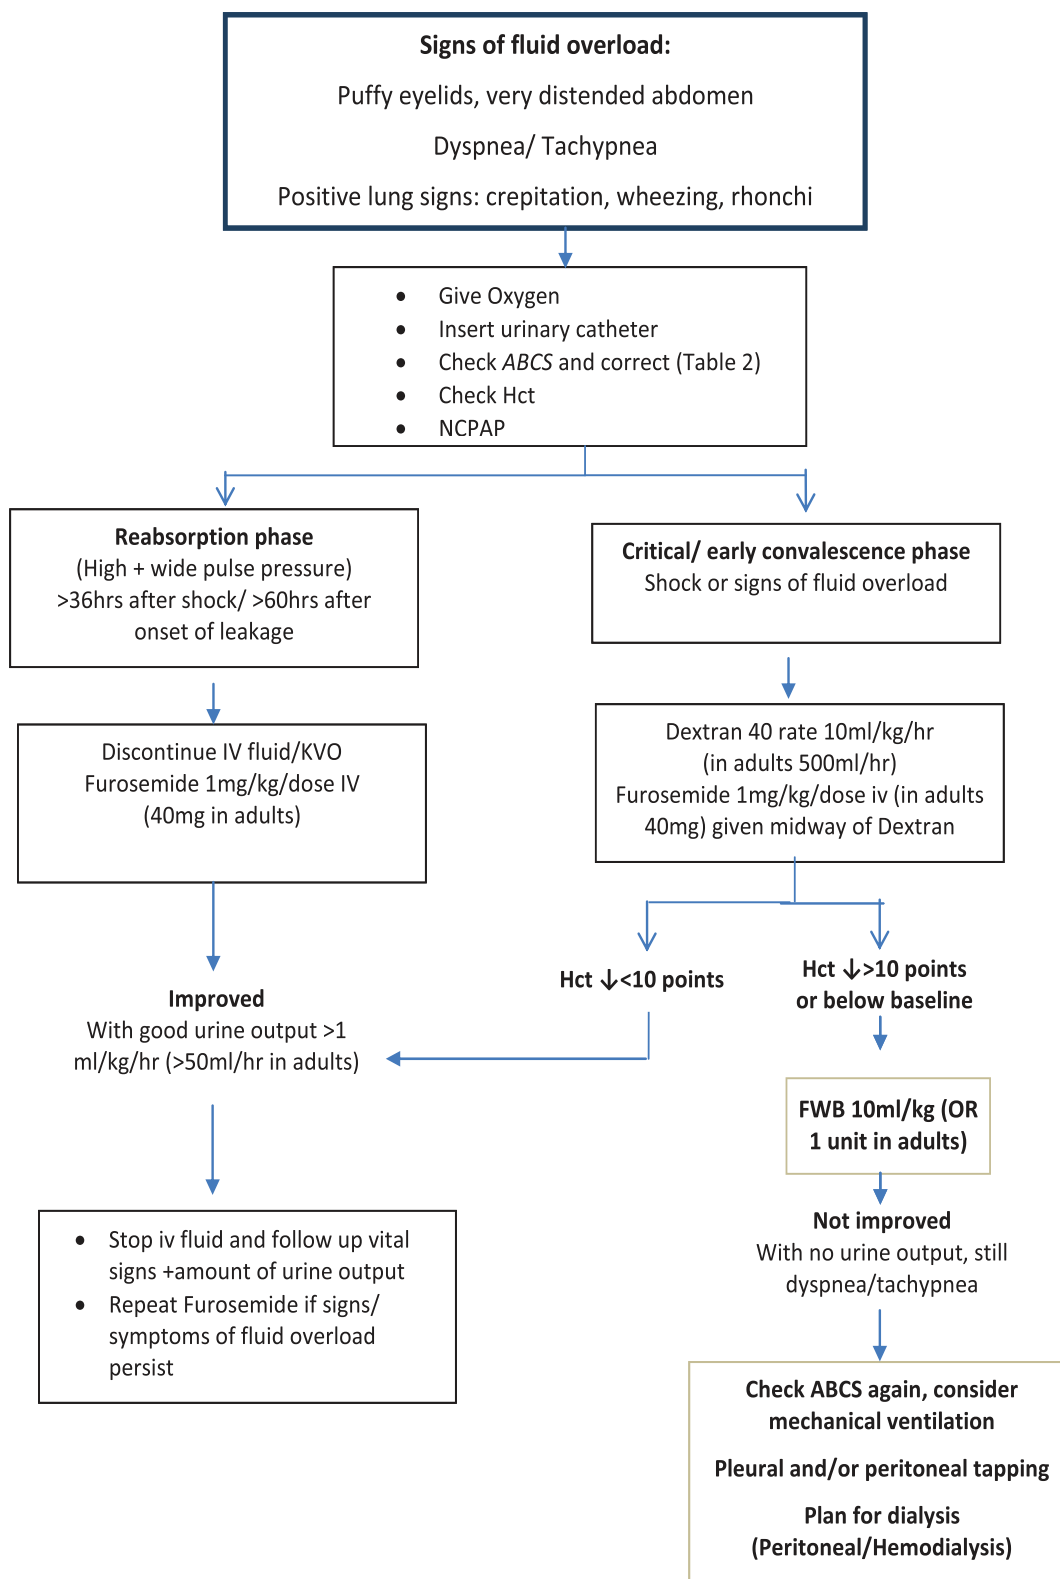 Signs of fluid overload:
Puffy eyelids, very distended abdomen
Dyspnea/ Tachypnea
Positive lung signs: crepitation, wheezing, rhonchi
• Give Oxygen
• Insert urinary catheter
• Check ABCS and correct (Table 2)
• Check Hct
• NCPAP
Reabsorption phase
(High + wide pulse pressure)
>36hrs after shock/ >60hrs after
onset of leakage
Critical/ early convalescence phase
Shock or signs of fluid overload
Discontinue IV fluid/KVO
Furosemide 1mg/kg/dose IV
(40mg in adults)
Dextran 40 rate 10ml/kg/hr
(in adults 500ml/hr)
Furosemide 1mg/kg/dose iv (in adults
40mg) given midway of Dextran
Hct ↓<10 points
Hct ↓>10 points
or below baseline
Improved
With good urine output >1
ml/kg/hr (>50ml/hr in adults)
FWB 10ml/kg (OR
1 unit in adults)
Not improved
With no urine output, still
dyspnea/tachypnea
• Stop iv fluid and follow up vital
signs +amount of urine output
• Repeat Furosemide if signs/
symptoms of fluid overload
persist
Check ABCS again, consider
mechanical ventilation
Pleural and/or peritoneal tapping
Plan for dialysis
(Peritoneal/Hemodialysis)